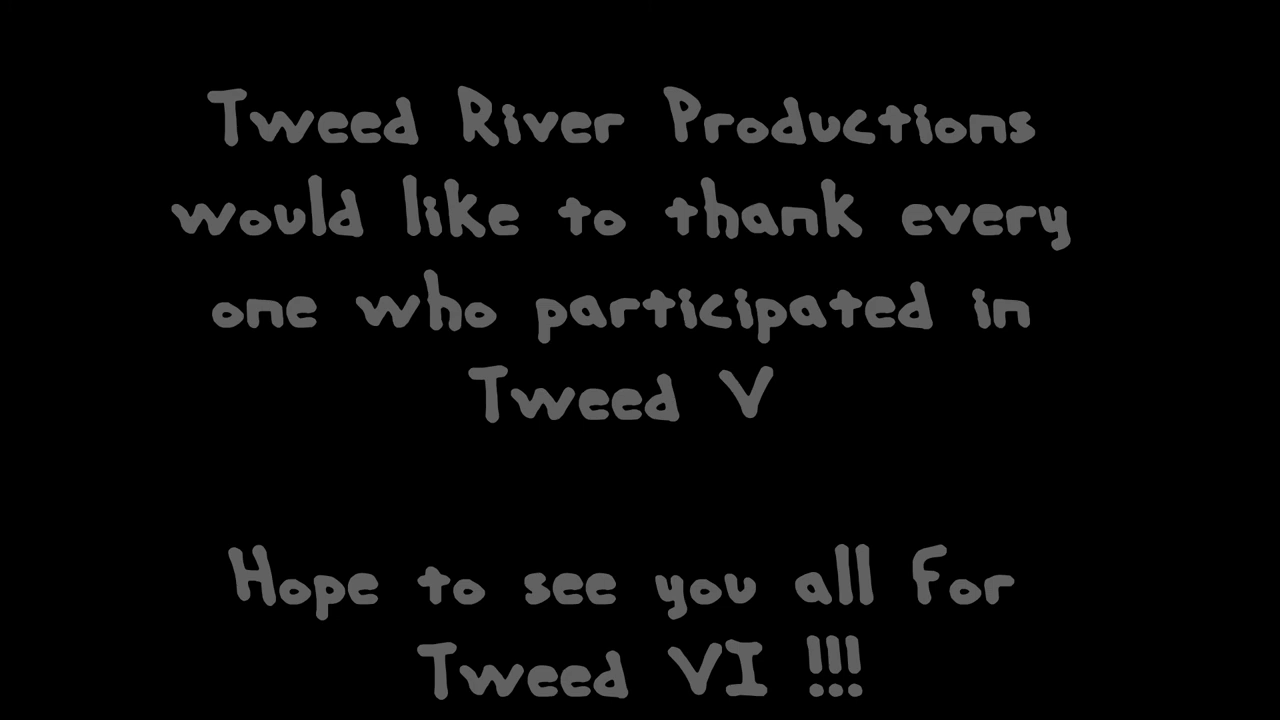 Tweed River Productions
would like to thank every
one who participated in
Tweed V
Hope to see you all for
Tweed VI !!!